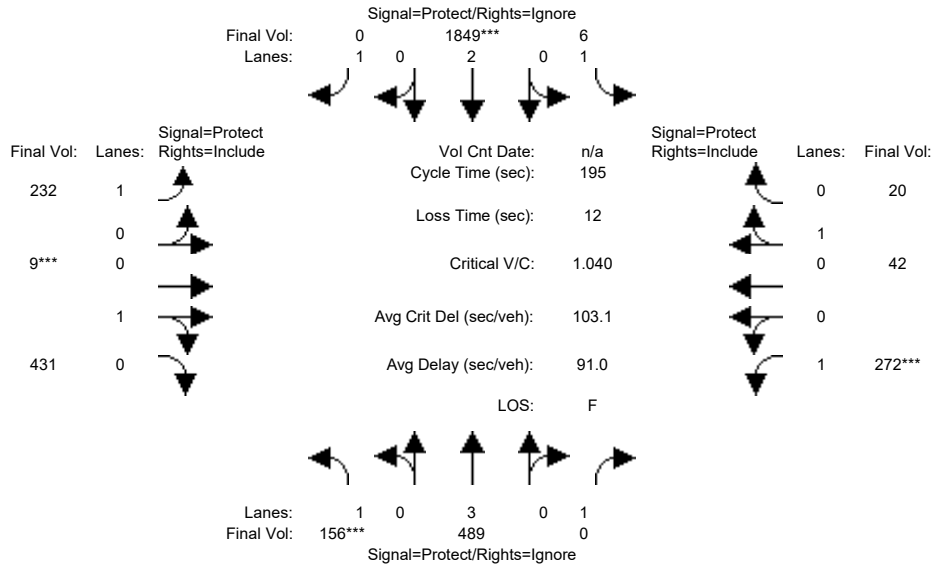 Signal=Protect/Rights=Ignore
Final Vol: 0 1849*** 6
Lanes: 1 0 2 0 1
Signal=Protect Signal=Protect
Final Vol: Lanes: Rights=Include Vol Cnt Date: n/a Rights=Include Lanes: Final Vol:
Cycle Time (sec): 195
232 1 0 20
Loss Time (sec): 12
0 1
9*** 0 Critical V/C: 1.040 0 42
1 Avg Crit Del (sec/veh): 103.1 0
431 0 Avg Delay (sec/veh): 91.0 1 272***
LOS: F
Lanes: 1 0 3 0 1
Final Vol: 156*** 489 0
Signal=Protect/Rights=Ignore